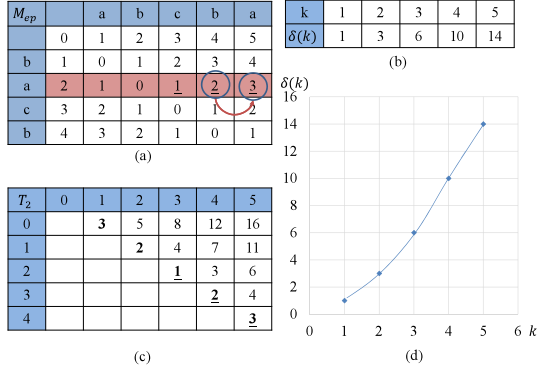 M_ep a b c b a
0 1 2 3 4 5
b 1 0 1 2 3 4
a 2 1 0 1 2 3
c 3 2 1 0 1 2
b 4 3 2 1 0 1
(a)
k 1 2 3 4 5
δ(k) 1 3 6 10 14
(b)
T_2 0 1 2 3 4 5
0 3 5 8 12 16
1 2 4 7 11
2 1 3 6
3 2 4
4 3
(c)
δ(k)
16
14
12
10
8
6
4
2
0
0 1 2 3 4 5 6 k
(d)